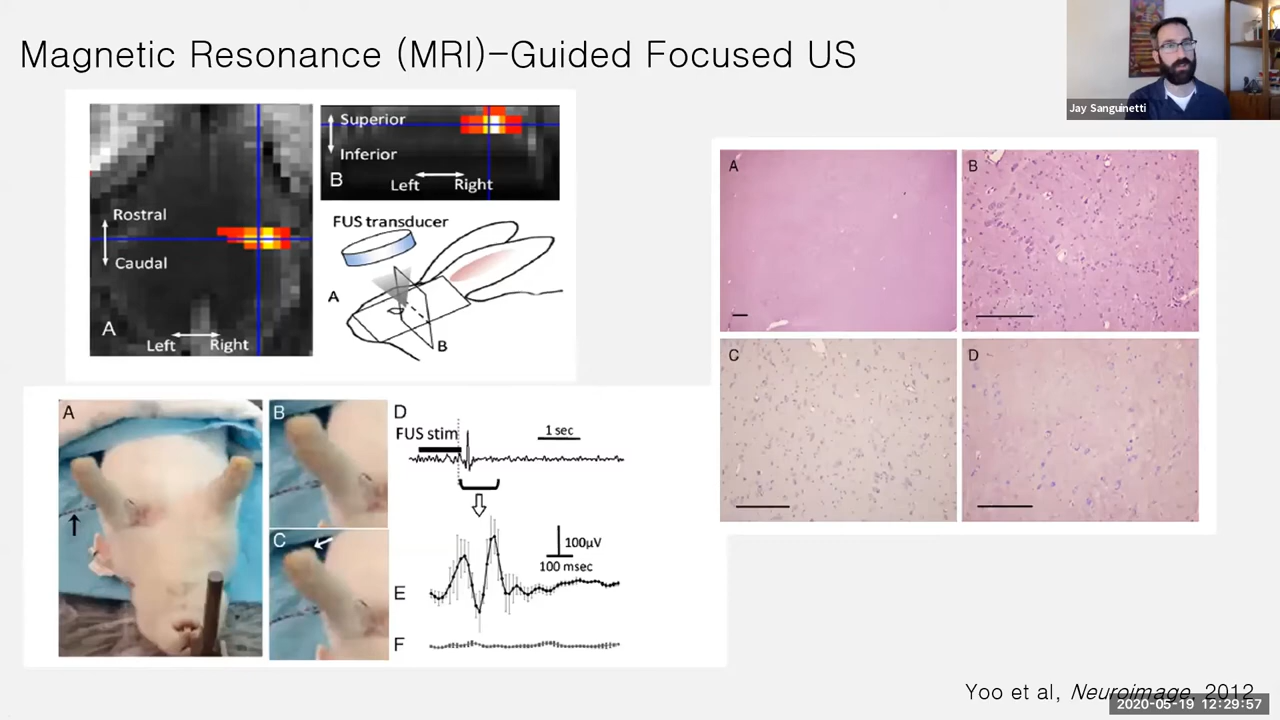 Magnetic Resonance (MRI)-Guided Focused US
Jay Sanguinetti
Rostral
Caudal
A
Left Right
Superior
Inferior
B
Left Right
FUS transducer
A
B
A
B
C
D
FUS stim
1 sec
100μV
100 msec
E
F
A
B
C
D
Yoo et al, Neuroimage, 2012
2020-05-19 12:29:57